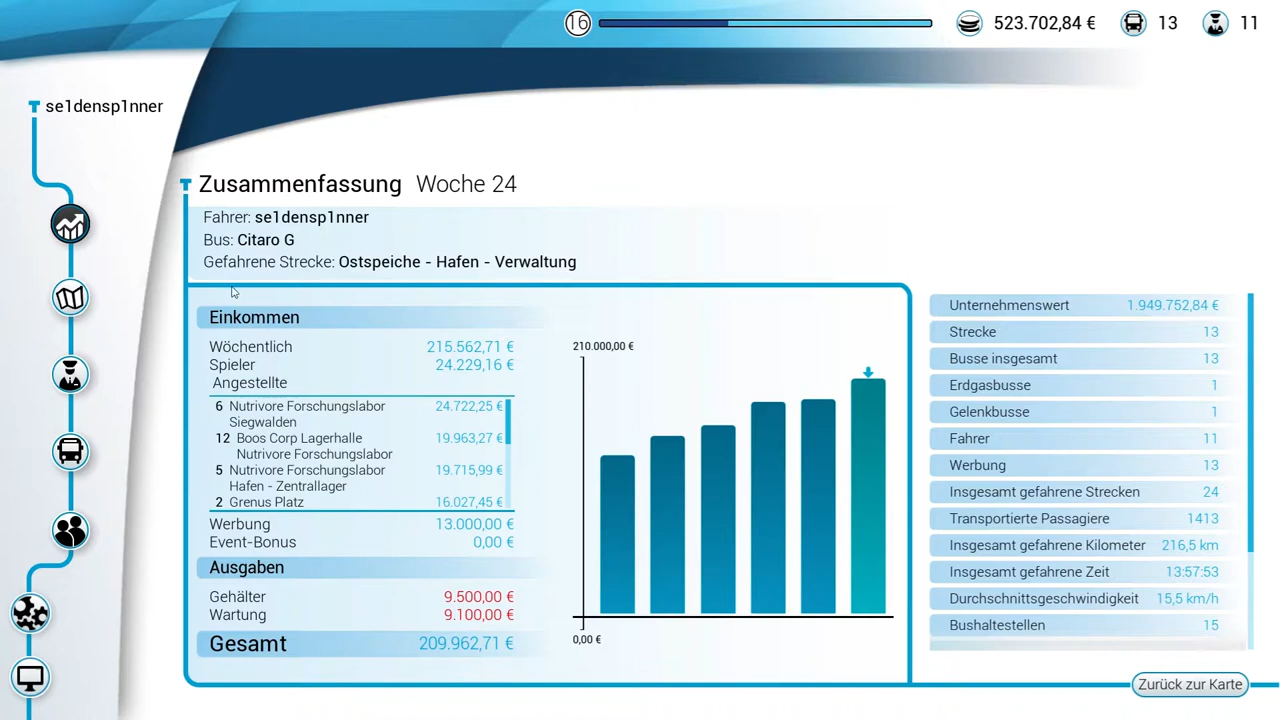 16 523.702,84 € 13 11
se1densp1nner
Zusammenfassung Woche 24
Fahrer: se1densp1nner
Bus: Citaro G
Gefahrene Strecke: Ostspeiche - Hafen - Verwaltung
Einkommen
Wöchentlich 215.562,71 €
Spieler 24.229,16 €
Angestellte
6 Nutrivore Forschungslabor 24.722,25 €
Siegwalden
12 Boos Corp Lagerhalle 19.963,27 €
Nutrivore Forschungslabor
5 Nutrivore Forschungslabor 19.715,99 €
Hafen - Zentrallager
2 Grenus Platz 16.027,45 €
Werbung 13.000,00 €
Event-Bonus 0,00 €
Ausgaben
Gehälter 9.500,00 €
Wartung 9.100,00 €
Gesamt 209.962,71 €
210.000,00 €
0,00 €
Unternehmenswert 1.949.752,84 €
Strecke 13
Busse insgesamt 13
Erdgasbusse 1
Gelenkbusse 1
Fahrer 11
Werbung 13
Insgesamt gefahrene Strecken 24
Transportierte Passagiere 1413
Insgesamt gefahrene Kilometer 216,5 km
Insgesamt gefahrene Zeit 13:57:53
Durchschnittsgeschwindigkeit 15,5 km/h
Bushaltestellen 15
Zurück zur Karte